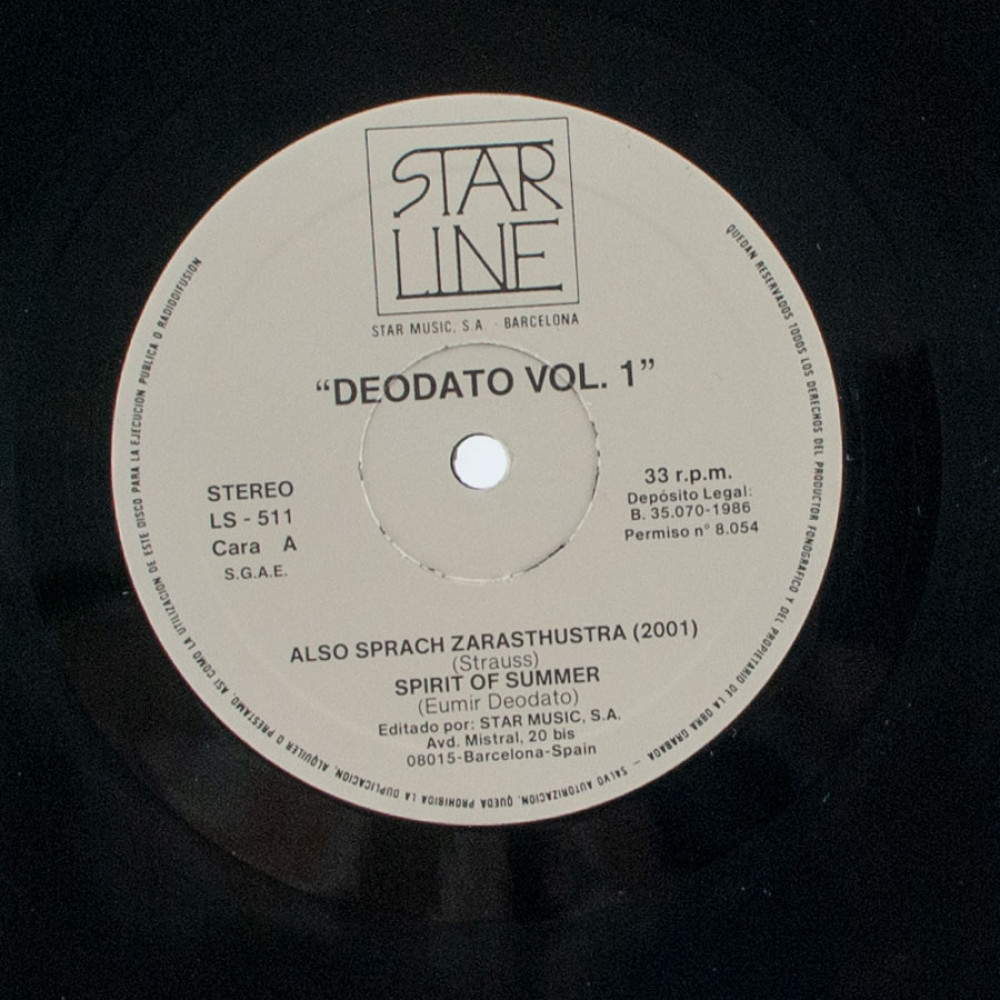 STAR
LINE
STAR MUSIC, S.A. - BARCELONA
"DEODATO VOL. 1"
STEREO
LS - 511
Cara A
S.G.A.E.
33 r.p.m.
Depósito Legal:
B. 35.070-1986
Permiso n° 8.054
ALSO SPRACH ZARASTHUSTRA (2001)
(Strauss)
SPIRIT OF SUMMER
(Eumir Deodato)
Editado por: STAR MUSIC, S.A.
Avd. Mistral, 20 bis
08015-Barcelona-Spain
QUEDAN RESERVADOS TODOS LOS DERECHOS DEL PRODUCTOR FONOGRAFICO Y DEL PROPIETARIO DE LA OBRA GRABADA — SALVO AUTORIZACION, QUEDA PROHIBIDA LA DUPLICACION, ALQUILER O PRESTAMO, ASI COMO LA UTILIZACION DE ESTE DISCO PARA LA EJECUCION PUBLICA O RADIODIFUSION